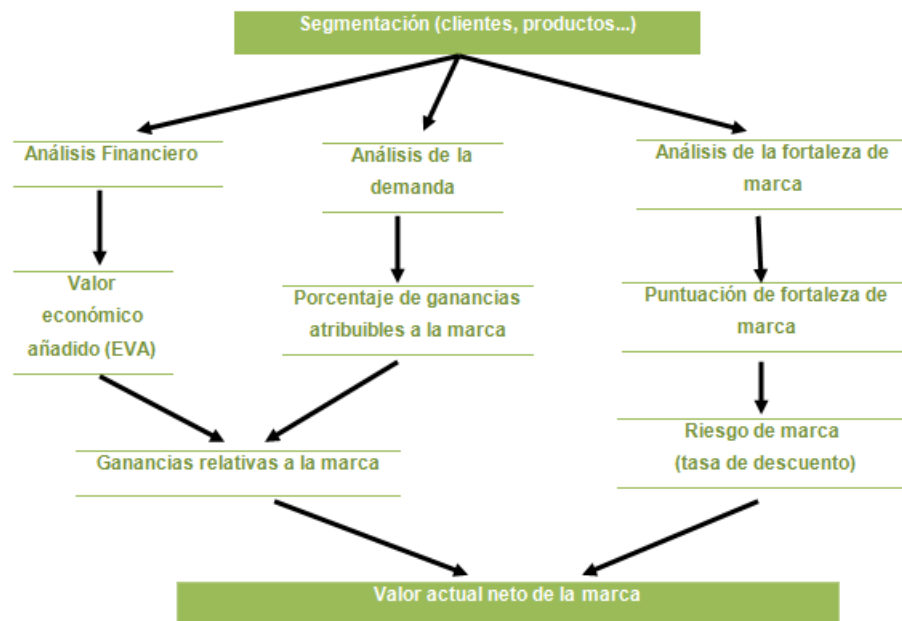 Segmentación (clientes, productos...)
Análisis Financiero
Análisis de la
demanda
Análisis de la fortaleza de
marca
Valor
económico
añadido (EVA)
Porcentaje de ganancias
atribuibles a la marca
Puntuación de fortaleza de
marca
Ganancias relativas a la marca
Riesgo de marca
(tasa de descuento)
Valor actual neto de la marca